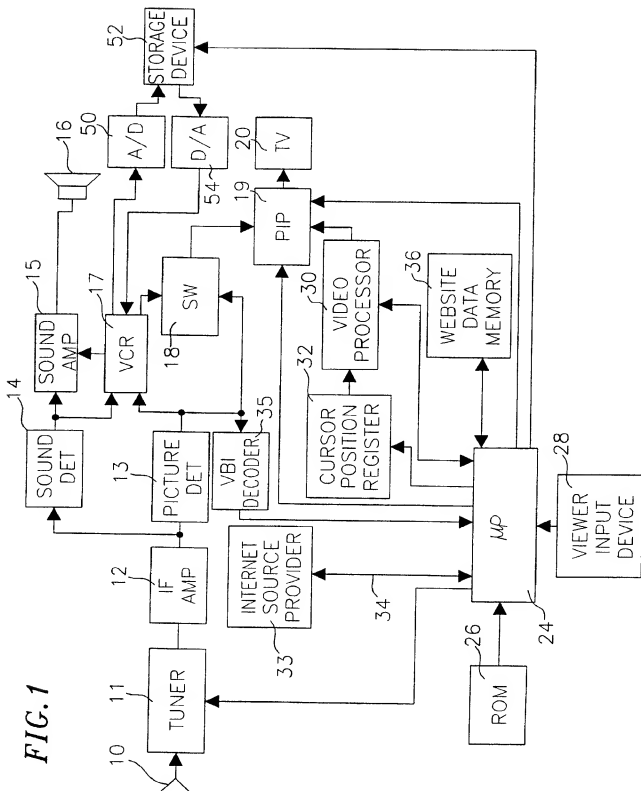 FIG.1
10
11
TUNER
12
IF
AMP
13
PICTURE
DET
14
SOUND
DET
15
SOUND
AMP
16
17
VCR
18
SW
19
PIP
20
TV
50
A/D
52
STORAGE
DEVICE
54
D/A
35
VBI
DECODER
30
VIDEO
PROCESSOR
32
CURSOR
POSITION
REGISTER
33
INTERNET
SOURCE
PROVIDER
34
36
WEBSITE
DATA
MEMORY
24
μP
26
ROM
28
VIEWER
INPUT
DEVICE